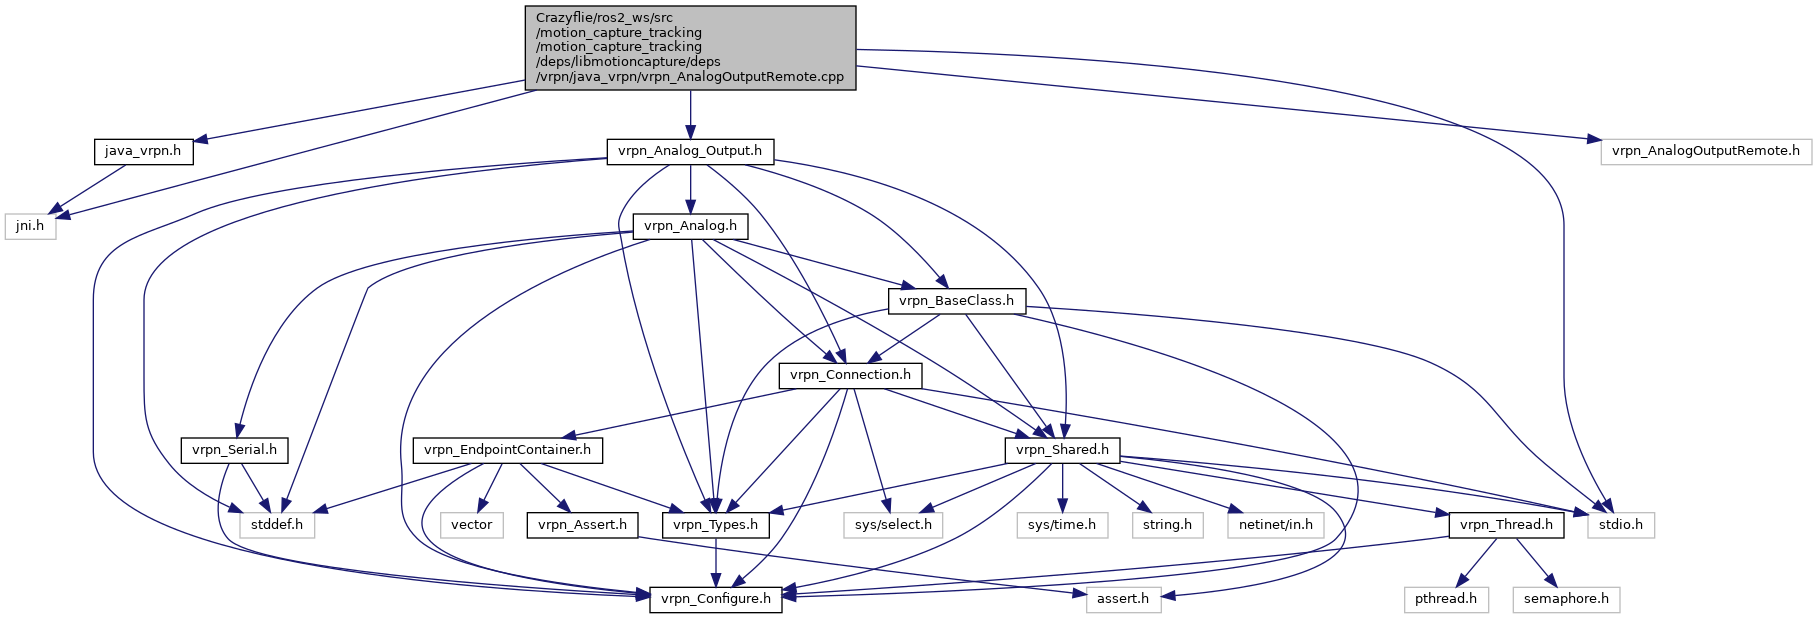 Crazyflie/ros2_ws/src
/motion_capture_tracking
/motion_capture_tracking
/deps/libmotioncapture/deps
/vrpn/java_vrpn/vrpn_AnalogOutputRemote.cpp
java_vrpn.h
vrpn_Analog_Output.h
vrpn_AnalogOutputRemote.h
jni.h
vrpn_Analog.h
vrpn_BaseClass.h
vrpn_Connection.h
vrpn_Serial.h
vrpn_EndpointContainer.h
vrpn_Shared.h
stddef.h
vector
vrpn_Assert.h
vrpn_Types.h
sys/select.h
sys/time.h
string.h
netinet/in.h
vrpn_Thread.h
stdio.h
vrpn_Configure.h
assert.h
pthread.h
semaphore.h